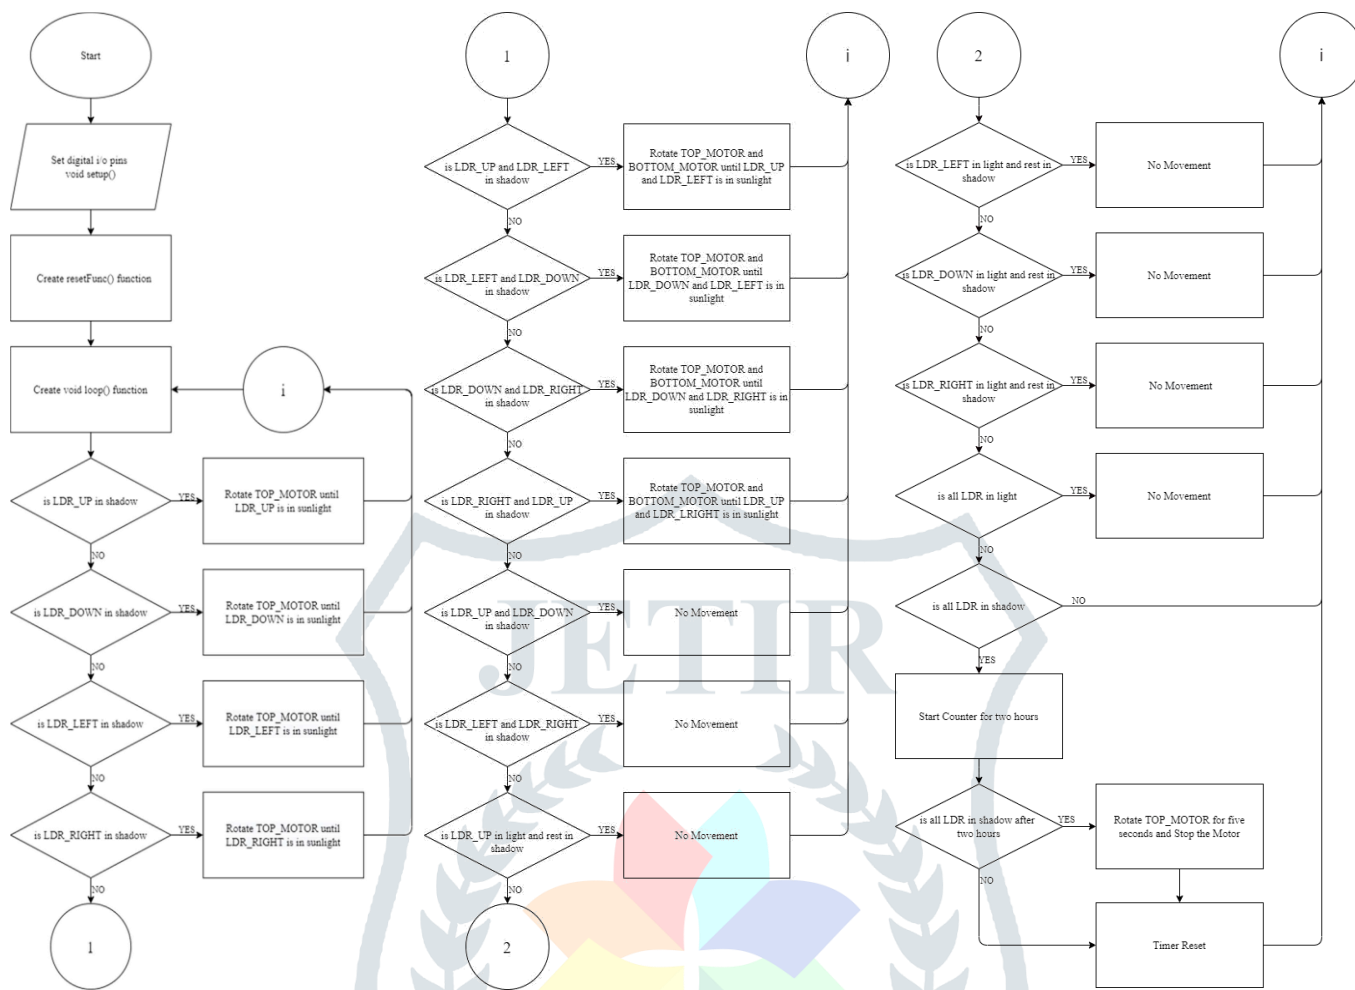 Start
Set digital i/o pins
void setup()
Create resetFunc() function
Create void loop() function
i
is LDR_UP in shadow
YES
Rotate TOP_MOTOR until
LDR_UP is in sunlight
NO
is LDR_DOWN in shadow
YES
Rotate TOP_MOTOR until
LDR_DOWN is in sunlight
NO
is LDR_LEFT in shadow
YES
Rotate TOP_MOTOR until
LDR_LEFT is in sunlight
NO
is LDR_RIGHT in shadow
YES
Rotate TOP_MOTOR until
LDR_RIGHT is in sunlight
NO
1
1
i
is LDR_UP and LDR_LEFT
in shadow
YES
Rotate TOP_MOTOR and
BOTTOM_MOTOR until LDR_UP
and LDR_LEFT is in sunlight
NO
is LDR_LEFT and LDR_DOWN
in shadow
YES
Rotate TOP_MOTOR and
BOTTOM_MOTOR until
LDR_DOWN and LDR_LEFT is in
sunlight
NO
is LDR_DOWN and LDR_RIGHT
in shadow
YES
Rotate TOP_MOTOR and
BOTTOM_MOTOR until
LDR_DOWN and LDR_RIGHT is in
sunlight
NO
is LDR_RIGHT and LDR_UP
in shadow
YES
Rotate TOP_MOTOR and
BOTTOM_MOTOR until LDR_UP
and LDR_LRIGHT is in sunlight
NO
is LDR_UP and LDR_DOWN
in shadow
YES
No Movement
NO
is LDR_LEFT and LDR_RIGHT
in shadow
YES
No Movement
NO
is LDR_UP in light and rest in
shadow
YES
No Movement
NO
2
2
i
is LDR_LEFT in light and rest in
shadow
YES
No Movement
NO
is LDR_DOWN in light and rest in
shadow
YES
No Movement
NO
is LDR_RIGHT in light and rest in
shadow
YES
No Movement
NO
is all LDR in light
YES
No Movement
NO
is all LDR in shadow
NO
YES
Start Counter for two hours
is all LDR in shadow after
two hours
YES
Rotate TOP_MOTOR for five
seconds and Stop the Motor
NO
Timer Reset
JETIR